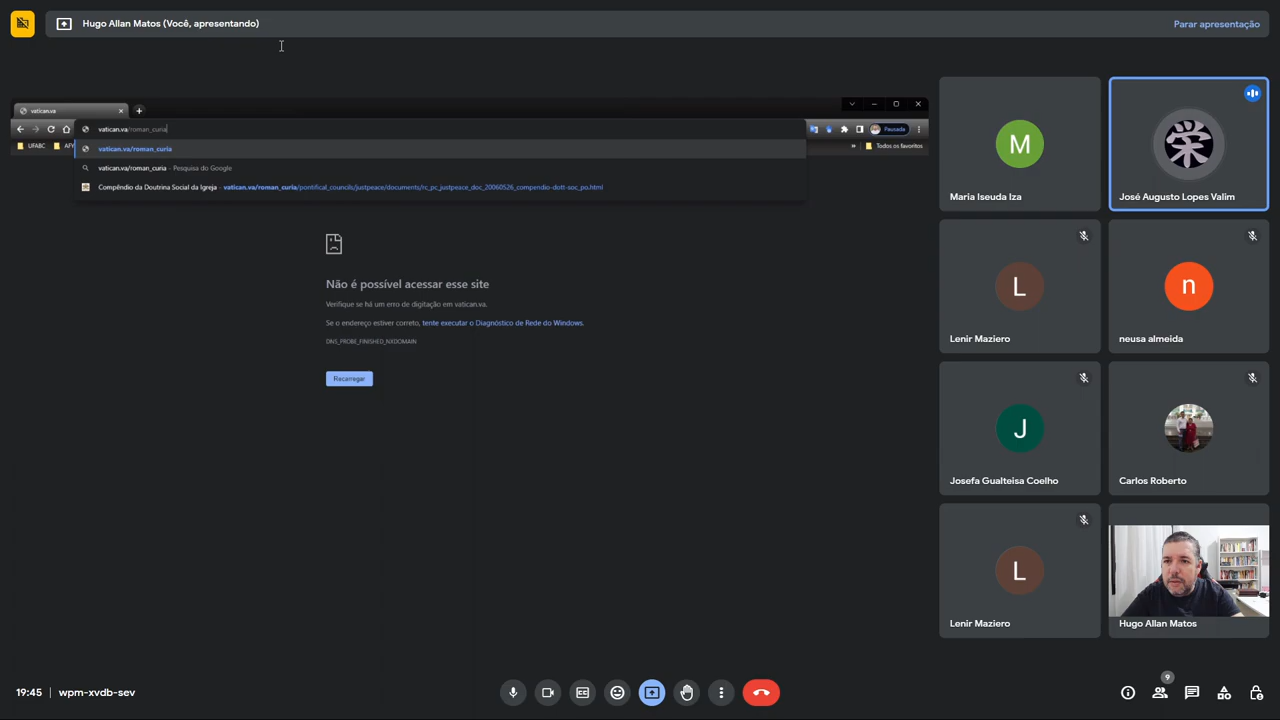 Hugo Allan Matos (Você, apresentando)
Parar apresentação
vatican.va
vatican.va/roman_curia
Pausada
UFABC
Todos os favoritos
vatican.va/roman_curia
vatican.va/roman_curia - Pesquisa do Google
Compêndio da Doutrina Social da Igreja - vatican.va/roman_curia/pontifical_councils/justpeace/documents/rc_pc_justpeace_doc_20060526_compendio-dott-soc_po.html
Não é possível acessar esse site
Verifique se há um erro de digitação em vatican.va.
Se o endereço estiver correto, tente executar o Diagnóstico de Rede do Windows.
DNS_PROBE_FINISHED_NXDOMAIN
Recarregar
M
Maria Iseuda Iza
学
José Augusto Lopes Valim
L
Lenir Maziero
n
neusa almeida
J
Josefa Gualteisa Coelho
Carlos Roberto
L
Lenir Maziero
Hugo Allan Matos
19:45 | wpm-xvdb-sev
9